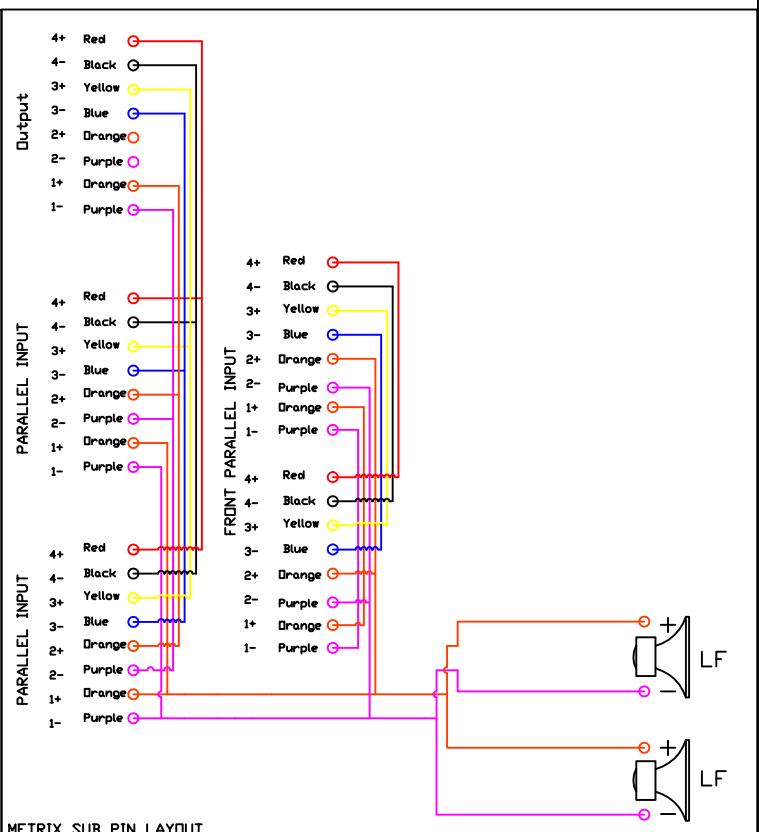 Output
4+ Red
4- Black
3+ Yellow
3- Blue
2+ Orange
2- Purple
1+ Orange
1- Purple
PARALLEL INPUT
4+ Red
4- Black
3+ Yellow
3- Blue
2+ Orange
2- Purple
1+ Orange
1- Purple
PARALLEL INPUT
4+ Red
4- Black
3+ Yellow
3- Blue
2+ Orange
2- Purple
1+ Orange
1- Purple
FRONT PARALLEL INPUT
4+ Red
4- Black
3+ Yellow
3- Blue
2+ Orange
2- Purple
1+ Orange
1- Purple
4+ Red
4- Black
3+ Yellow
3- Blue
2+ Orange
2- Purple
1+ Orange
1- Purple
+
LF
-
+
LF
-
METRIX SUB PIN LAYOUT